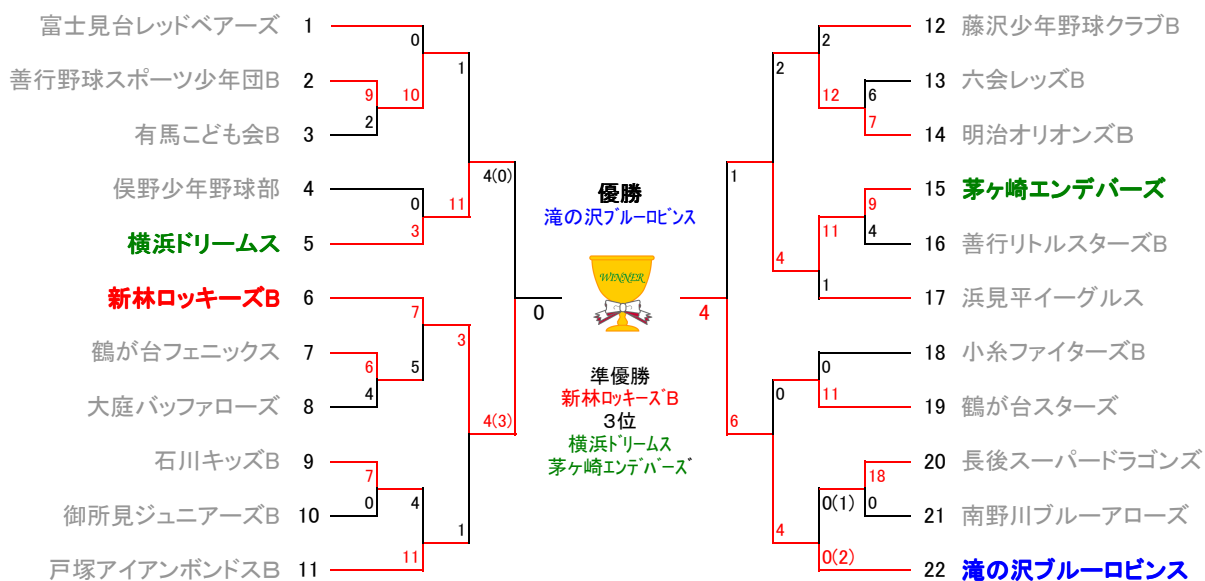 富士見台レッドベアーズ 1
善行野球スポーツ少年団B 2
有馬こども会B 3
俣野少年野球部 4
横浜ドリームス 5
新林ロッキーズB 6
鶴が台フェニックス 7
大庭バッファローズ 8
石川キッズB 9
御所見ジュニアーズB 10
戸塚アイアンボンドスB 11
0
10
9
2
1
11
0
3
4(0)
7
5
6
4
3
4(3)
7
0
4
11
1
0
優勝
滝の沢ブルーロビンス
WINNER
準優勝
新林ロッキーズB
3位
横浜ドリームス
茅ヶ崎エンデバーズ
4
1
6
2
4
2
12
6
7
9
4
11
1
0
4
0
11
18
0
0(1)
0(2)
12 藤沢少年野球クラブB
13 六会レッズB
14 明治オリオンズB
15 茅ヶ崎エンデバーズ
16 善行リトルスターズB
17 浜見平イーグルス
18 小糸ファイターズB
19 鶴が台スターズ
20 長後スーパードラゴンズ
21 南野川ブルーアローズ
22 滝の沢ブルーロビンス